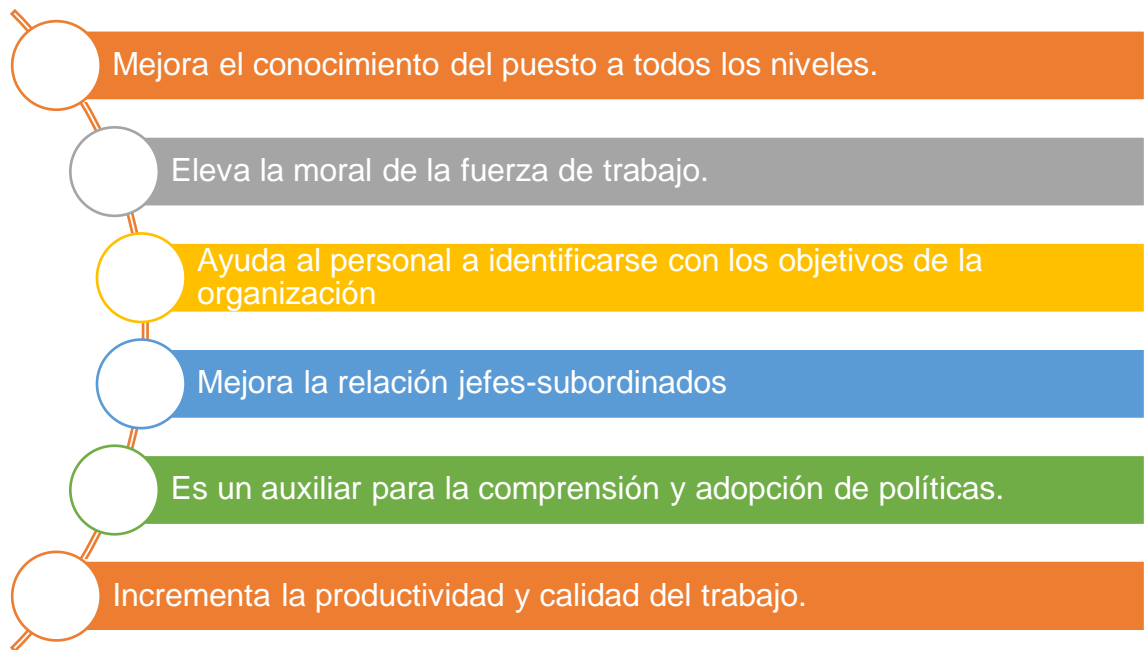 Mejora el conocimiento del puesto a todos los niveles.
Eleva la moral de la fuerza de trabajo.
Ayuda al personal a identificarse con los objetivos de la
organización
Mejora la relación jefes-subordinados
Es un auxiliar para la comprensión y adopción de políticas.
Incrementa la productividad y calidad del trabajo.